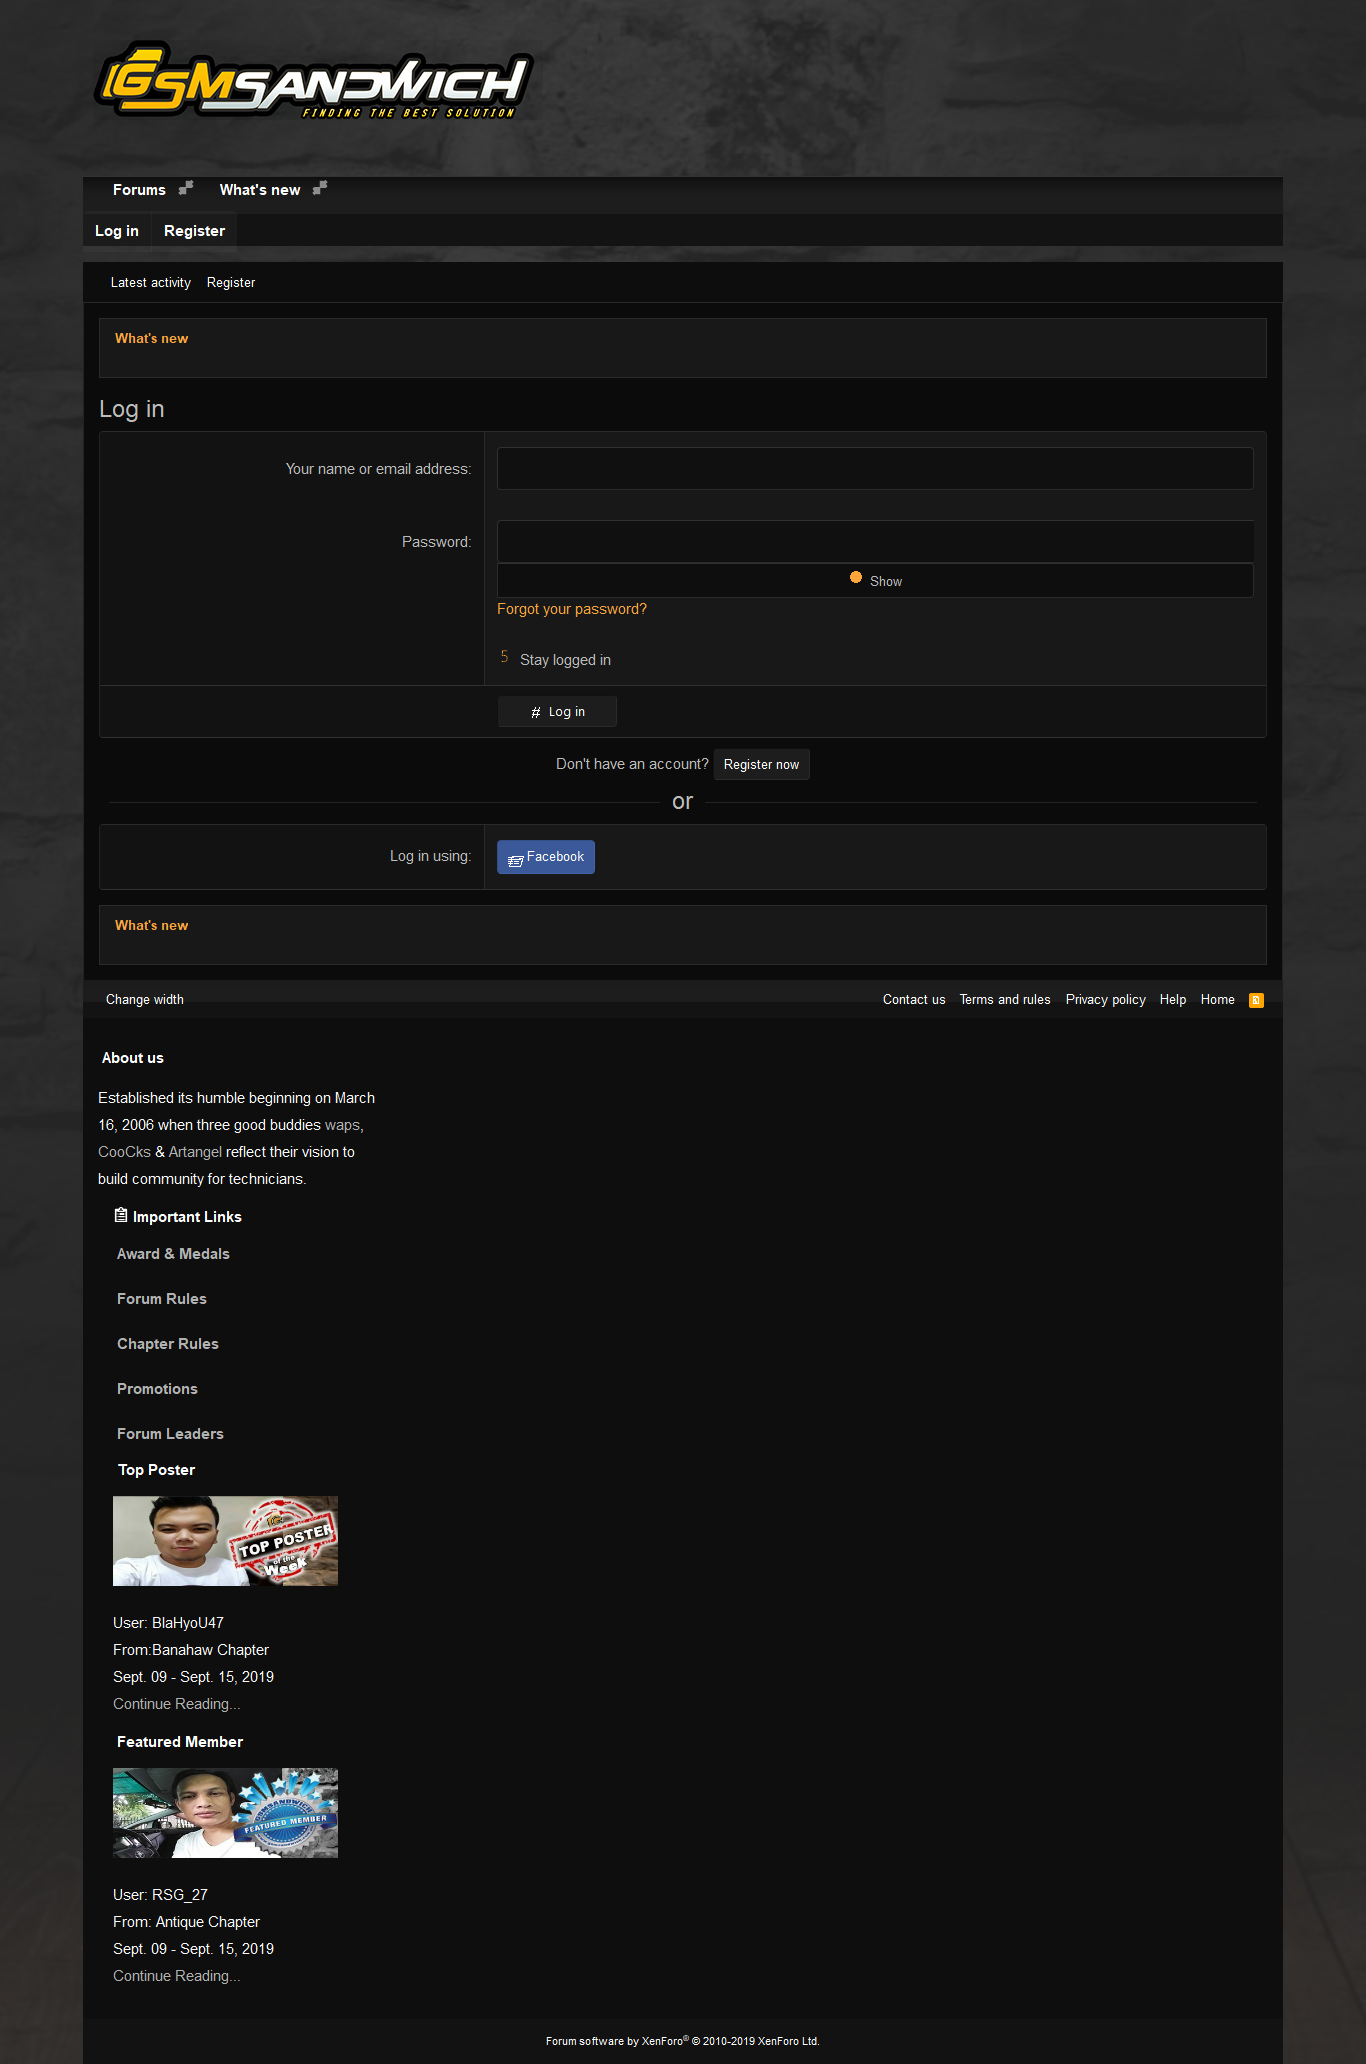 GSMSANDWICH
FINDING THE BEST SOLUTION
Forums What's new
Log in Register
Latest activity Register
What's new
Log in
Your name or email address:
Password:
Show
Forgot your password?
5 Stay logged in
# Log in
Don't have an account? Register now
or
Log in using: Facebook
What's new
Change width Contact us Terms and rules Privacy policy Help Home
About us
Established its humble beginning on March
16, 2006 when three good buddies waps,
CooCks & Artangel reflect their vision to
build community for technicians.
Important Links
Award & Medals
Forum Rules
Chapter Rules
Promotions
Forum Leaders
Top Poster
TOP POSTER
of the
Week
User: BlaHyoU47
From:Banahaw Chapter
Sept. 09 - Sept. 15, 2019
Continue Reading...
Featured Member
GSMSANDWICH
FEATURED MEMBER
User: RSG_27
From: Antique Chapter
Sept. 09 - Sept. 15, 2019
Continue Reading...
Forum software by XenForo® © 2010-2019 XenForo Ltd.